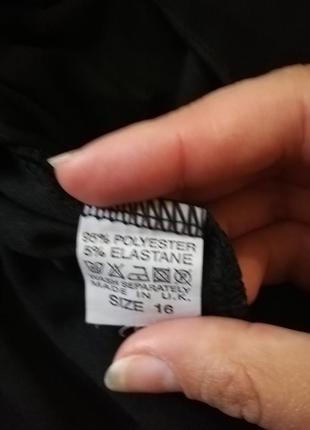 95% POLYESTER
5% ELASTANE
WASH SEPARATELY
MADE IN U.K.
SIZE 16